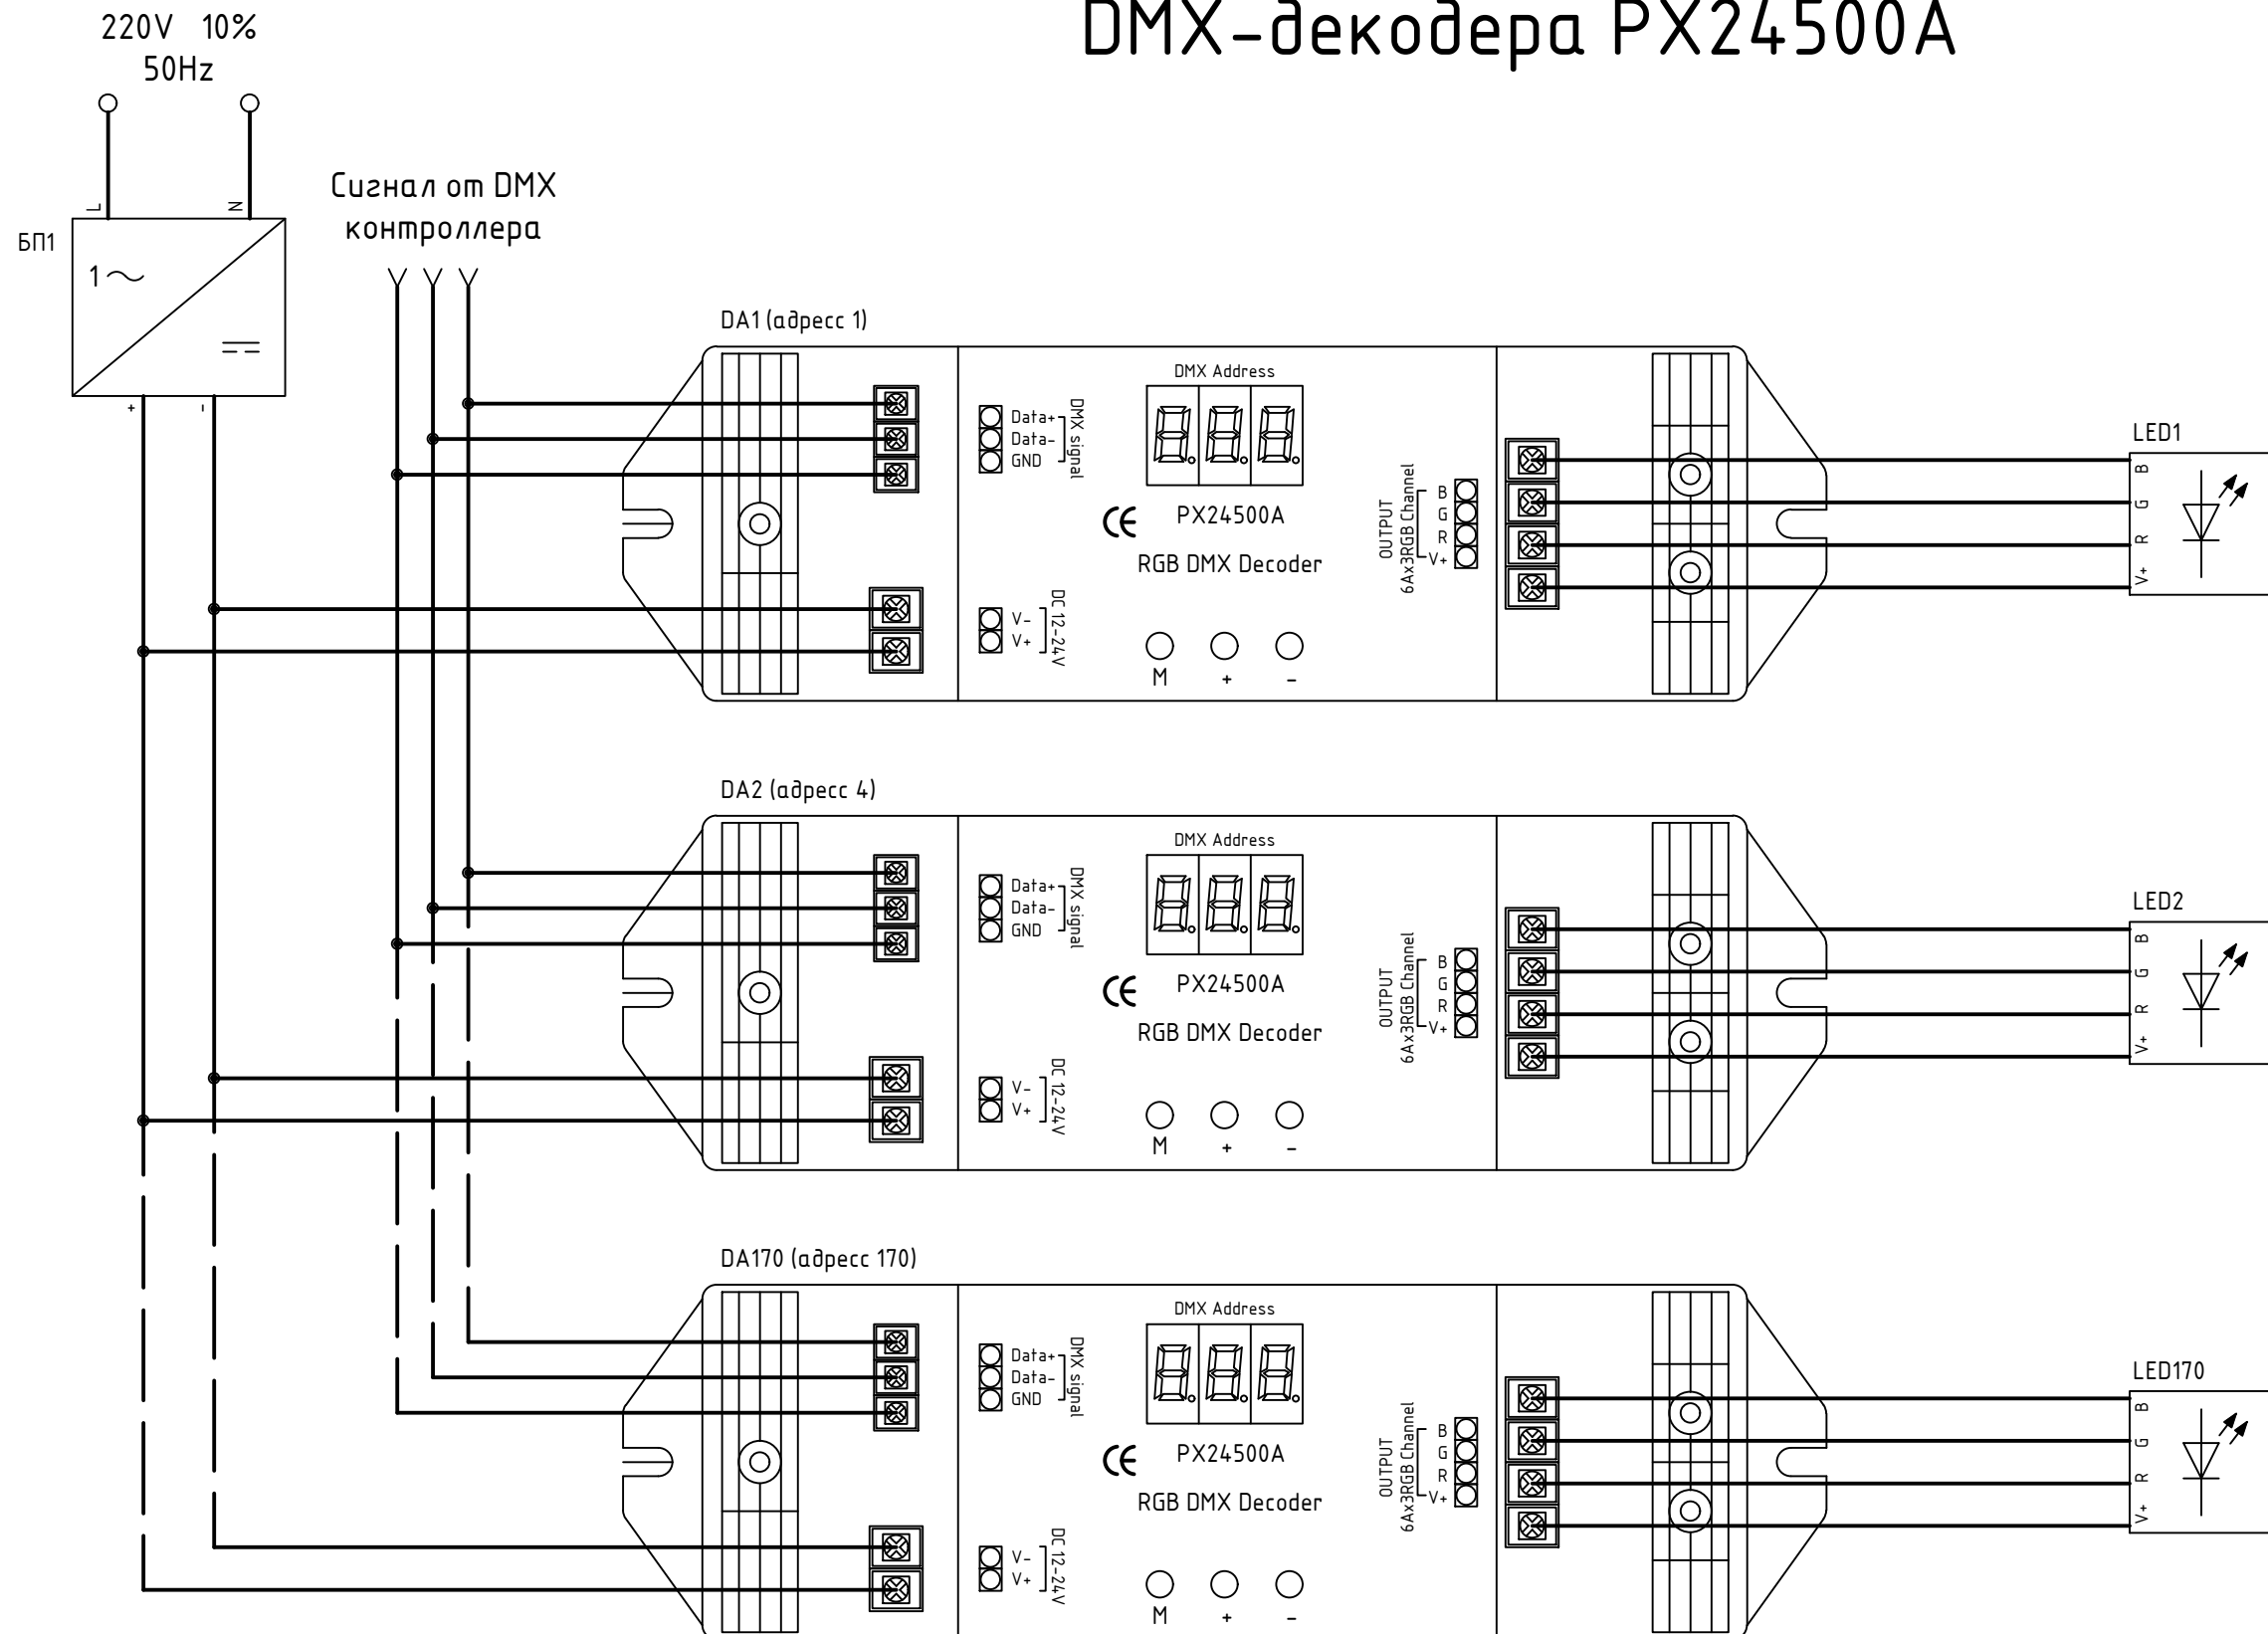 DMX-декодера PX24500A
220V 10%
50Hz
L
N
БП1
1
+
-
Сигнал от DMX
контроллера
DA1 (адресс 1)
DMX Address
Data+
Data-
GND
DMX signal
CE
PX24500A
RGB DMX Decoder
V-
V+
DC 12-24V
M
+
-
OUTPUT
6Ax3RGB Channel
B
G
R
V+
LED1
B
G
R
V+
DA2 (адресс 4)
DMX Address
Data+
Data-
GND
DMX signal
CE
PX24500A
RGB DMX Decoder
V-
V+
DC 12-24V
M
+
-
OUTPUT
6Ax3RGB Channel
B
G
R
V+
LED2
B
G
R
V+
DA170 (адресс 170)
DMX Address
Data+
Data-
GND
DMX signal
CE
PX24500A
RGB DMX Decoder
V-
V+
DC 12-24V
M
+
-
OUTPUT
6Ax3RGB Channel
B
G
R
V+
LED170
B
G
R
V+